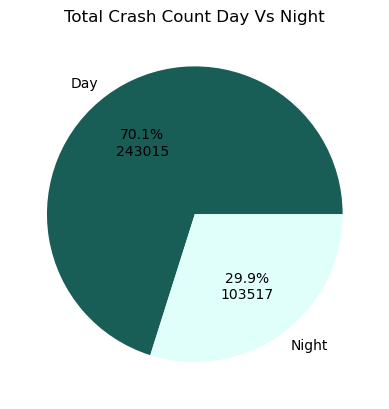 Total Crash Count Day Vs Night
Day
70.1%
243015
29.9%
103517
Night